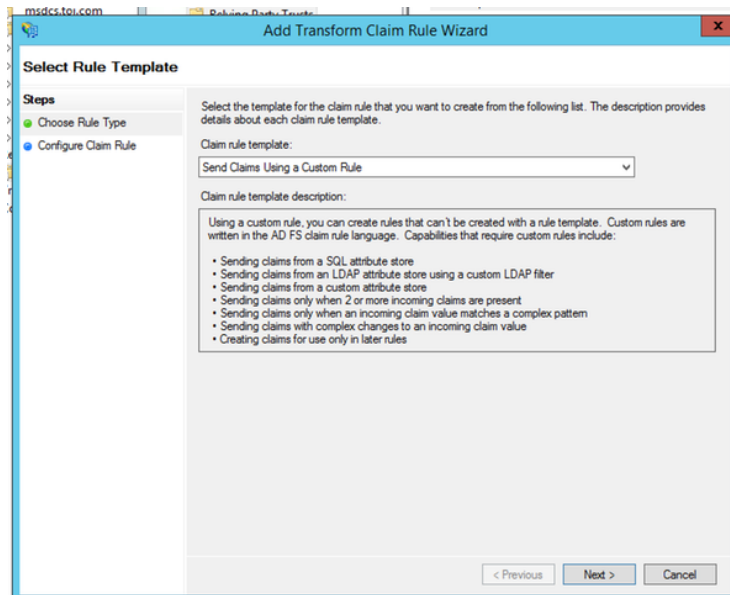 msdcs.toi.com
Relying Party Trusts
Add Transform Claim Rule Wizard
x
Select Rule Template
Steps
Choose Rule Type
Configure Claim Rule
Select the template for the claim rule that you want to create from the following list. The description provides
details about each claim rule template.
Claim rule template:
Send Claims Using a Custom Rule
Claim rule template description:
Using a custom rule, you can create rules that can't be created with a rule template. Custom rules are
written in the AD FS claim rule language. Capabilities that require custom rules include:
• Sending claims from a SQL attribute store
• Sending claims from an LDAP attribute store using a custom LDAP filter
• Sending claims from a custom attribute store
• Sending claims only when 2 or more incoming claims are present
• Sending claims only when an incoming claim value matches a complex pattern
• Sending claims with complex changes to an incoming claim value
• Creating claims for use only in later rules
< Previous
Next >
Cancel